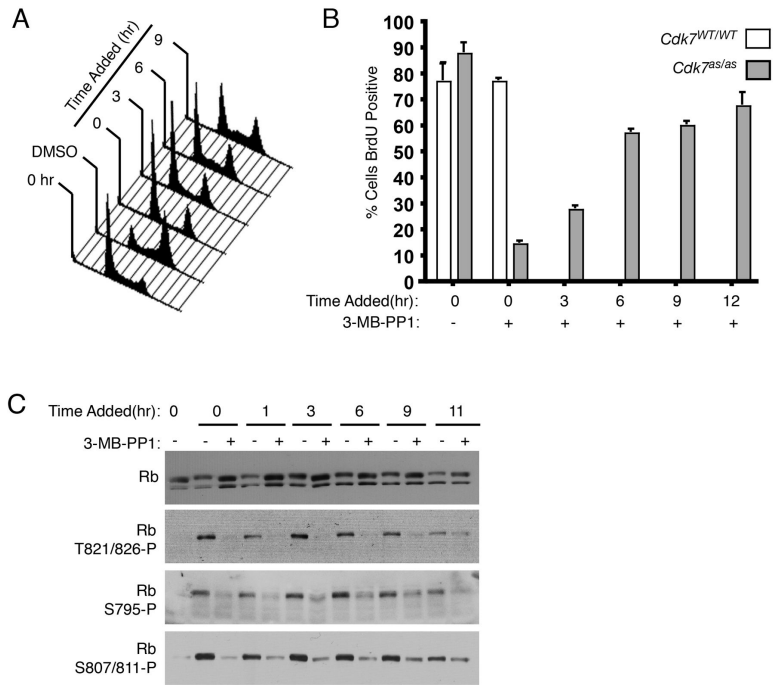 A
Time Added (hr)
9
6
3
0
DMSO
0 hr
B
Cdk7WT/WT
Cdk7as/as
% Cells BrdU Positive
100
90
80
70
60
50
40
30
20
10
0
Time Added(hr): 0 0 3 6 9 12
3-MB-PP1: - + + + + +
C
Time Added(hr): 0 0 1 3 6 9 11
3-MB-PP1: - - + - + - + - + - + - +
Rb
Rb
T821/826-P
Rb
S795-P
Rb
S807/811-P